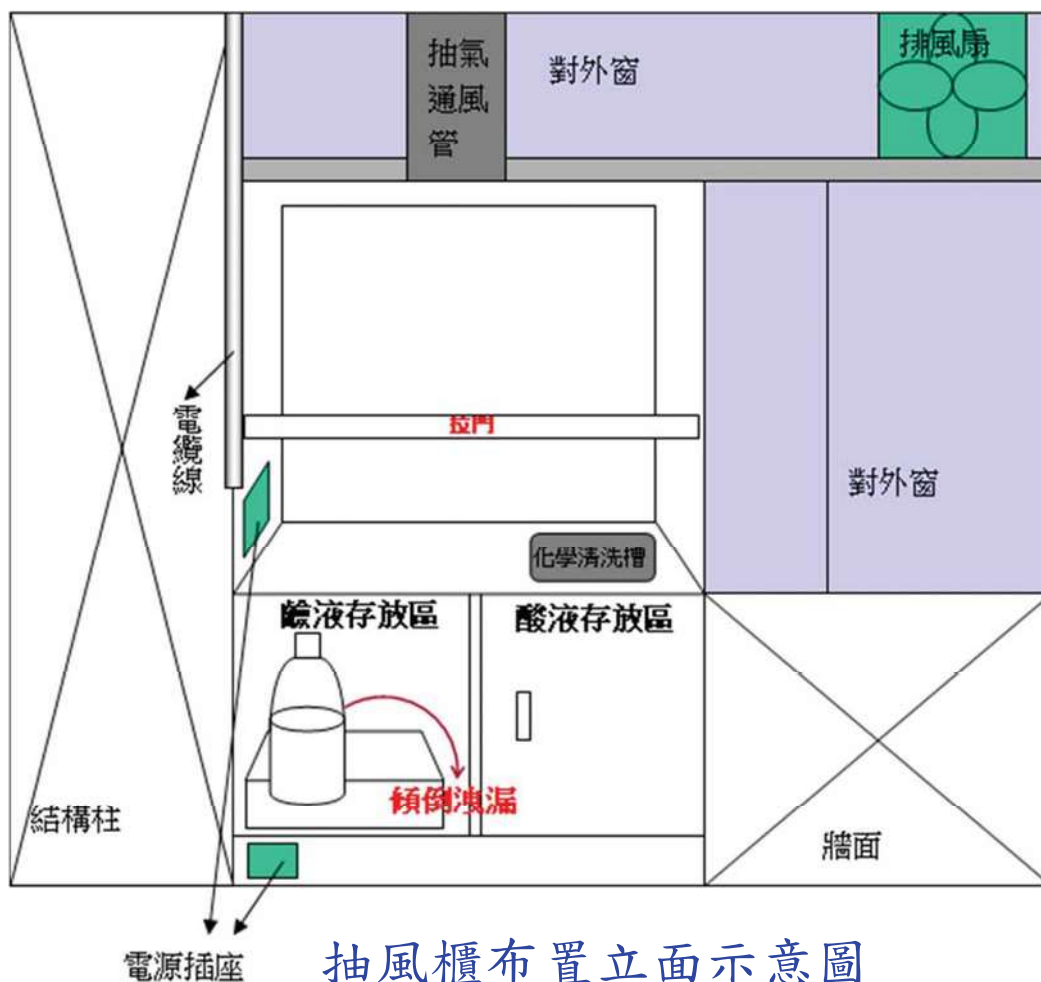 抽氣
通風
管
對外窗
排風扇
電纜線
拉門
對外窗
化學清洗槽
鹼液存放區
酸液存放區
傾倒洩漏
結構柱
牆面
電源插座
抽風櫃布置立面示意圖